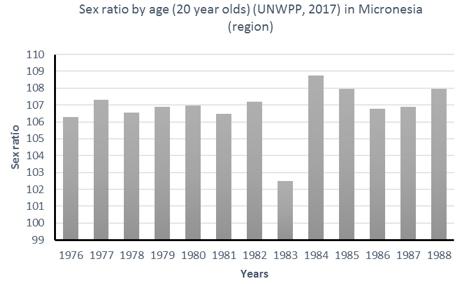 Sex ratio by age (20 year olds) (UNWPP, 2017) in Micronesia
(region)
110
109
108
107
106
105
104
103
102
101
100
99
Sex ratio
1976 1977 1978 1979 1980 1981 1982 1983 1984 1985 1986 1987 1988
Years